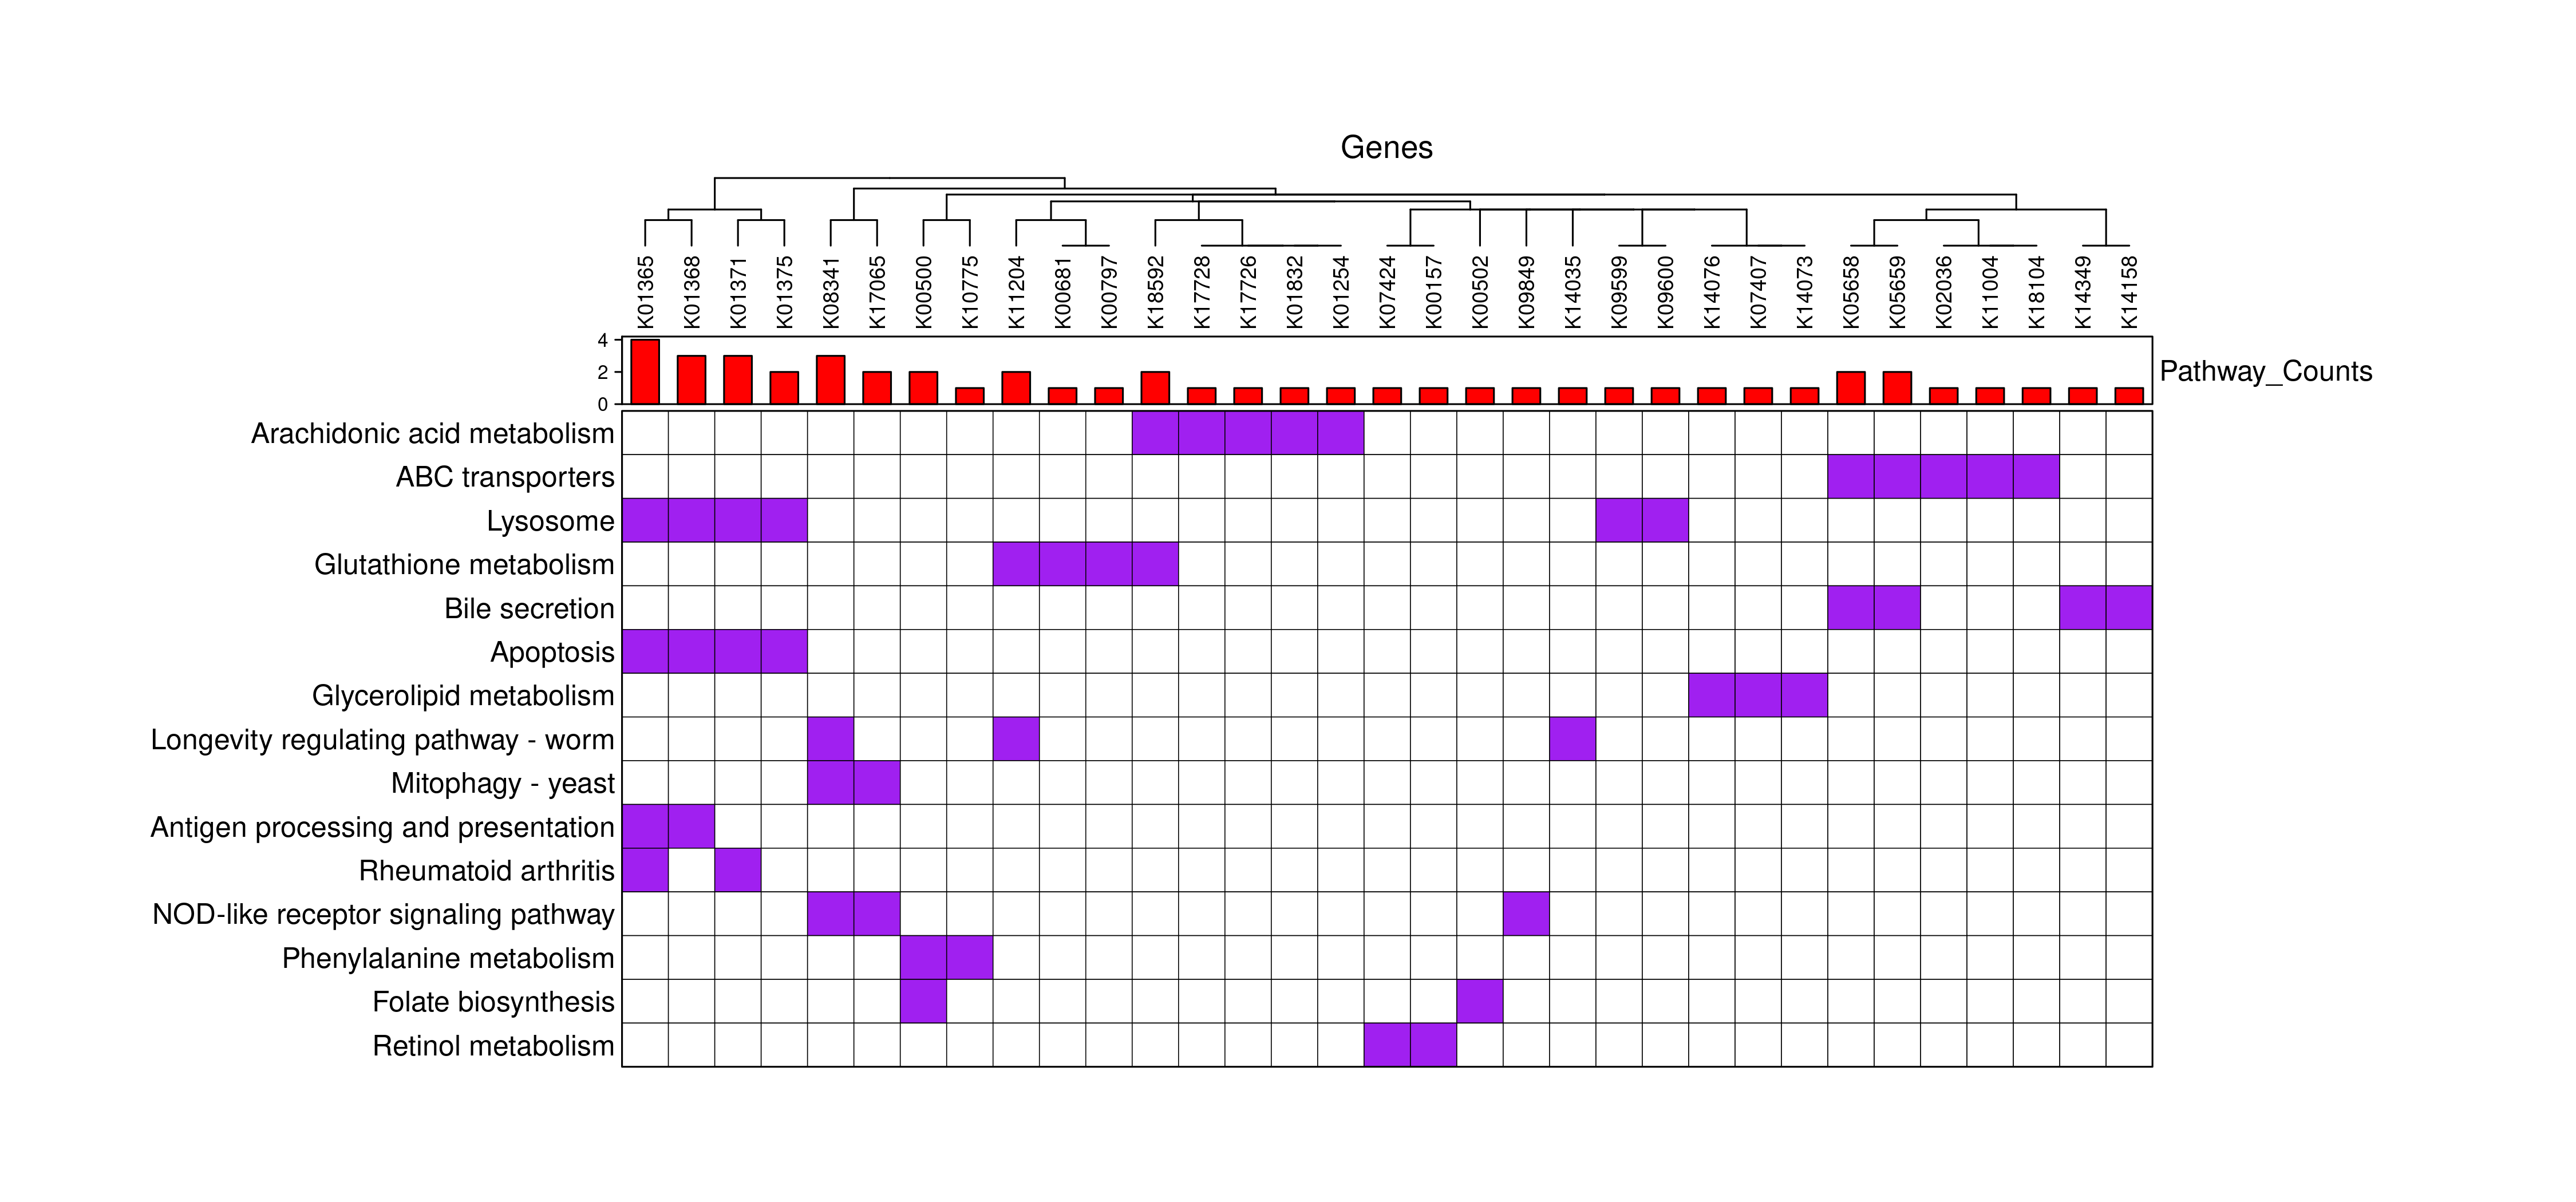 Genes
K01365 K01368 K01371 K01375 K08341 K17065 K00500 K10775 K11204 K00681 K00797 K18592 K17728 K17726 K01832 K01254 K07424 K00157 K00502 K09849 K14035 K09599 K09600 K14076 K07407 K14073 K05658 K05659 K02036 K11004 K18104 K14349 K14158
4
2
0
Pathway_Counts
Arachidonic acid metabolism
ABC transporters
Lysosome
Glutathione metabolism
Bile secretion
Apoptosis
Glycerolipid metabolism
Longevity regulating pathway - worm
Mitophagy - yeast
Antigen processing and presentation
Rheumatoid arthritis
NOD-like receptor signaling pathway
Phenylalanine metabolism
Folate biosynthesis
Retinol metabolism